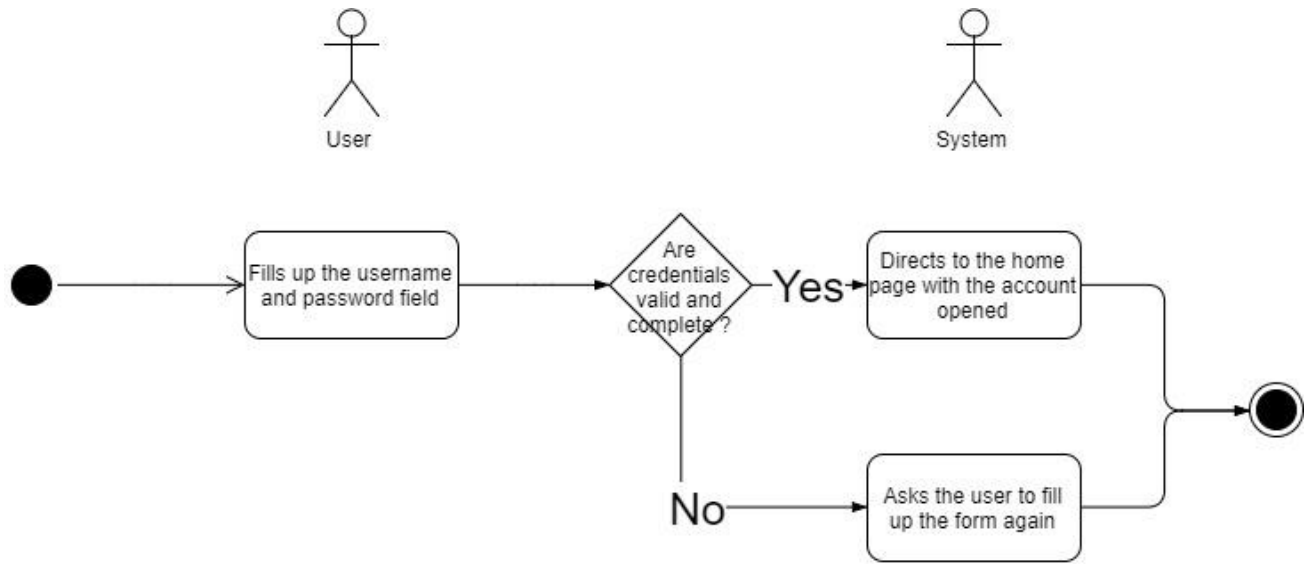 User
System
Fills up the username
and password field
Are
credentials
valid and
complete ?
Yes
Directs to the home
page with the account
opened
No
Asks the user to fill
up the form again